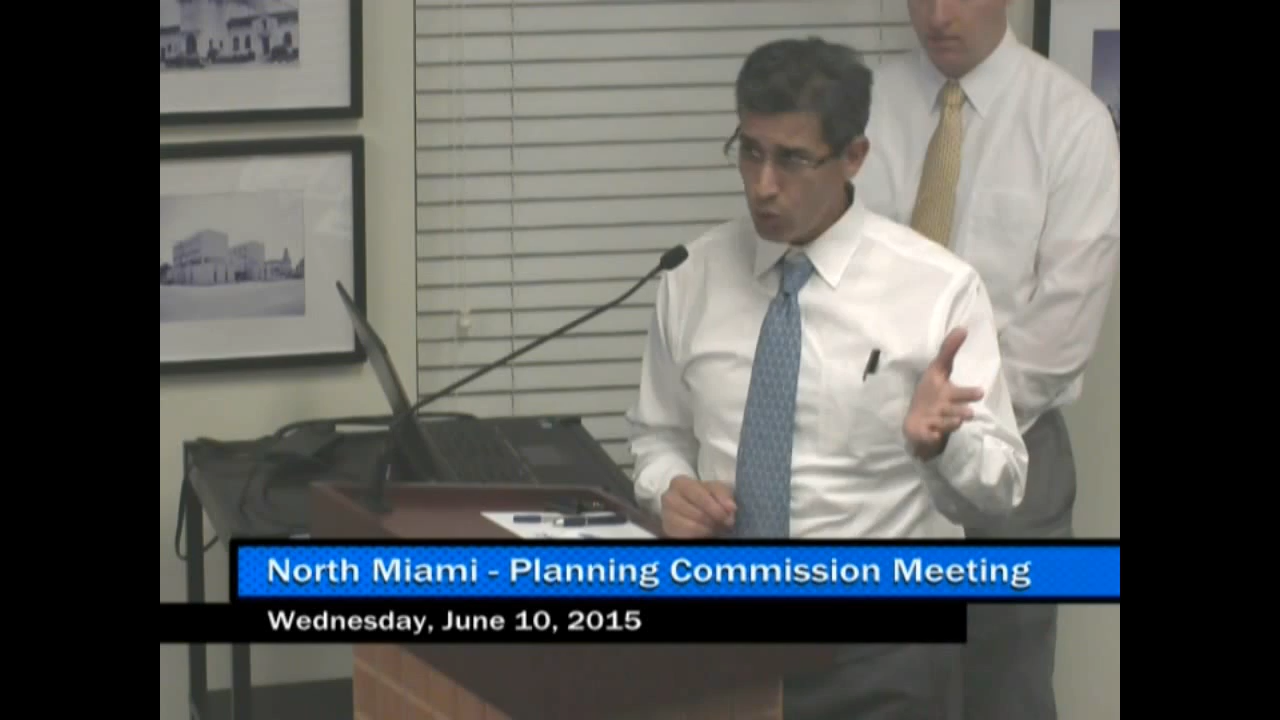 North Miami - Planning Commission Meeting
Wednesday, June 10, 2015